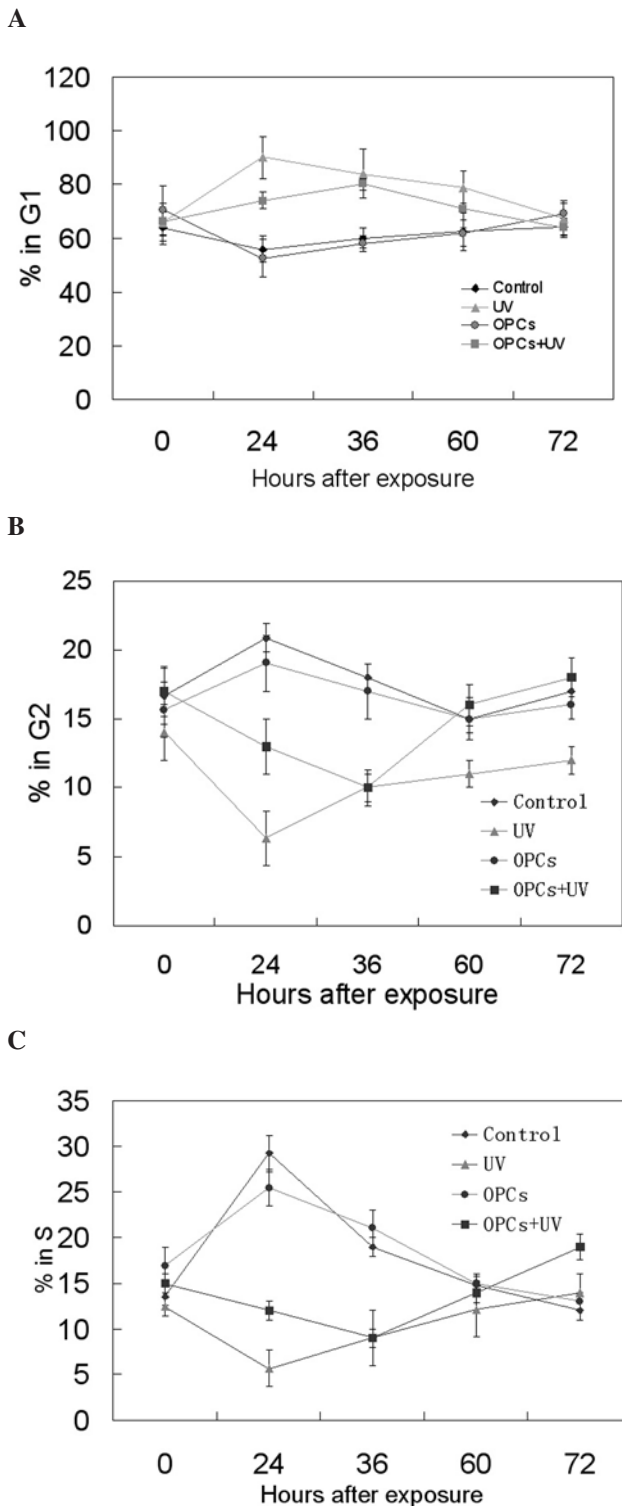 A
120
100
80
60
40
20
0
% in G1
Control
UV
OPCs
OPCs+UV
0 24 36 60 72
Hours after exposure
B
25
20
15
10
5
0
% in G2
Control
UV
OPCs
OPCs+UV
0 24 36 60 72
Hours after exposure
C
35
30
25
20
15
10
5
0
% in S
Control
UV
OPCs
OPCs+UV
0 24 36 60 72
Hours after exposure